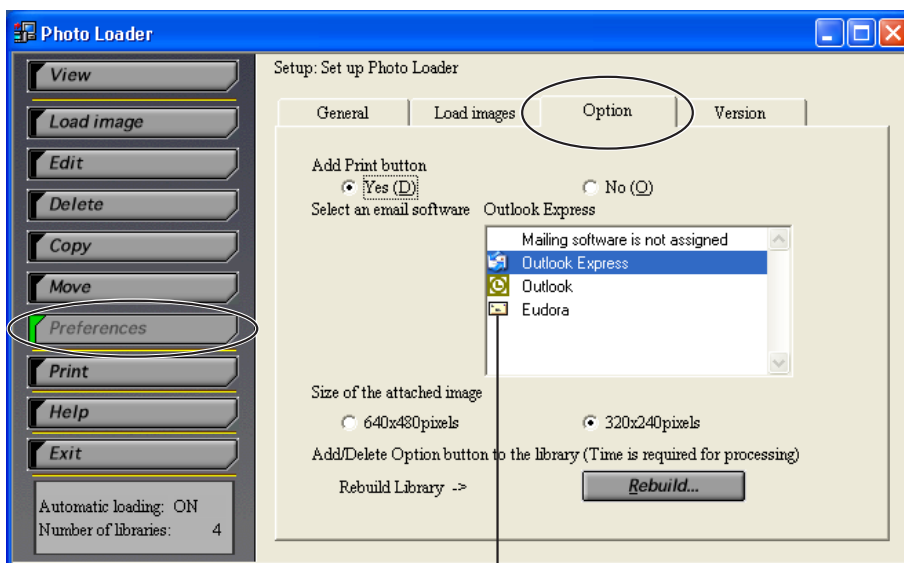 Photo Loader
View
Load image
Edit
Delete
Copy
Move
Preferences
Print
Help
Exit
Automatic loading: ON
Number of libraries: 4
Setup: Set up Photo Loader
General Load images Option Version
Add Print button
Yes (D) No (O)
Select an email software Outlook Express
Mailing software is not assigned
Outlook Express
Outlook
Eudora
Size of the attached image
640x480pixels 320x240pixels
Add/Delete Option button to the library (Time is required for processing)
Rebuild Library -> Rebuild...